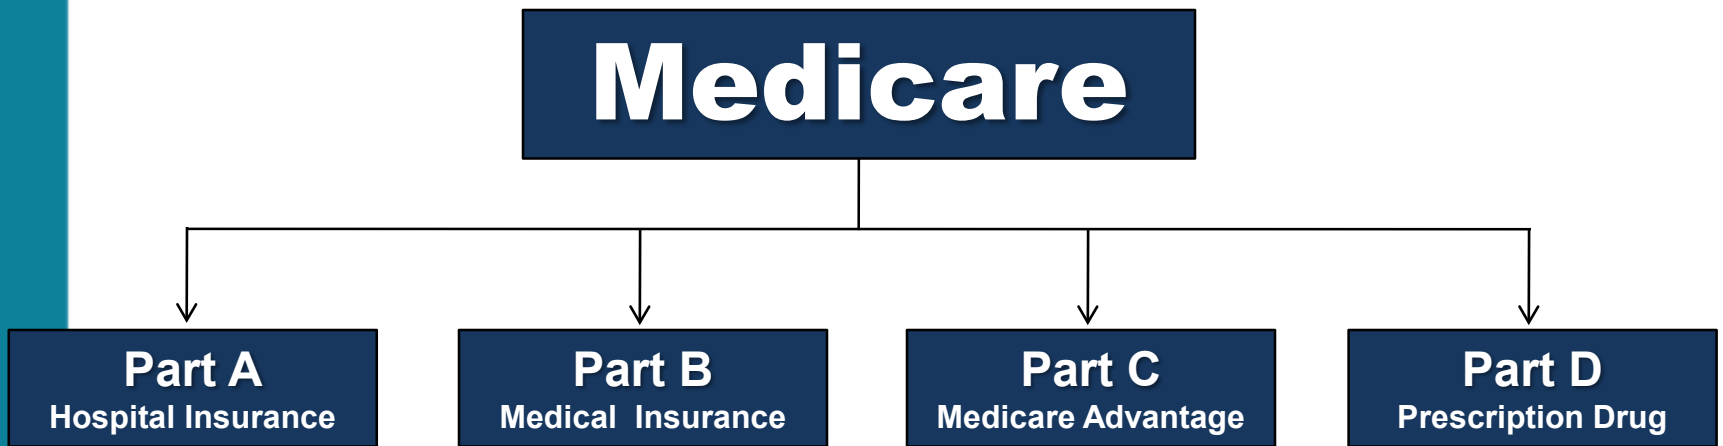 Medicare
Part A
Hospital Insurance
Part B
Medical  Insurance
Part C
Medicare Advantage
Part D
Prescription Drug